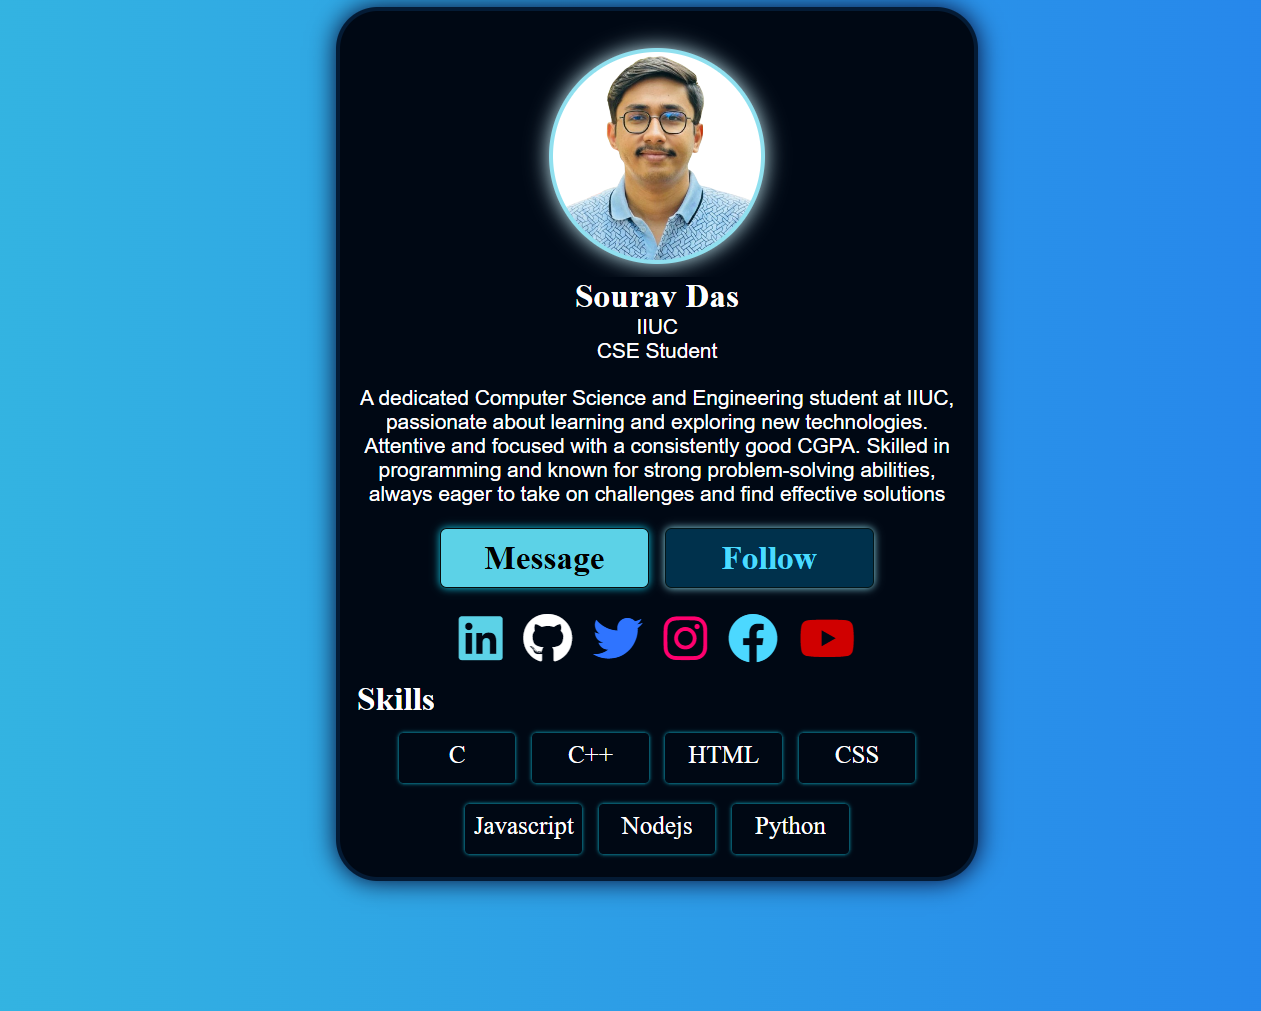 Sourav Das
IIUC
CSE Student
A dedicated Computer Science and Engineering student at IIUC,
passionate about learning and exploring new technologies.
Attentive and focused with a consistently good CGPA. Skilled in
programming and known for strong problem-solving abilities,
always eager to take on challenges and find effective solutions
Message Follow
in
Skills
C C++ HTML CSS
Javascript Nodejs Python